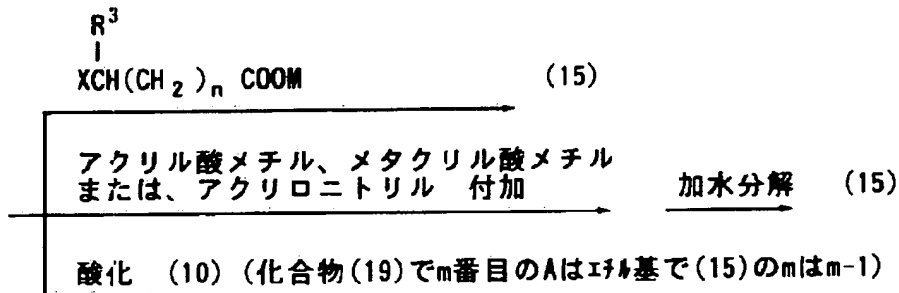 R³
XCH(CH₂)ₙ COOM (15)
アクリル酸メチル、メタクリル酸メチル
または、アクリロニトリル 付加 加水分解 (15)
酸化 (10) (化合物(19)でm番目のAはエチル基で(15)のmはm-1)